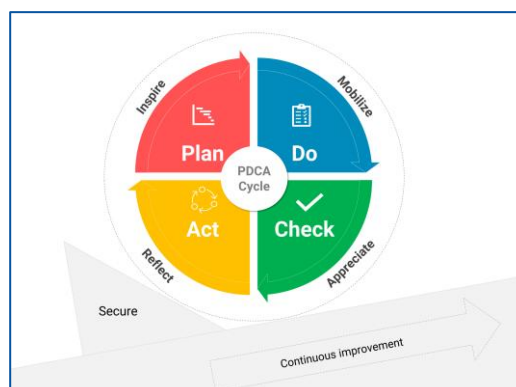 Inspire
Mobilize
Plan
Do
PDCA
Cycle
Act
Check
Reflect
Appreciate
Secure
Continuous improvement